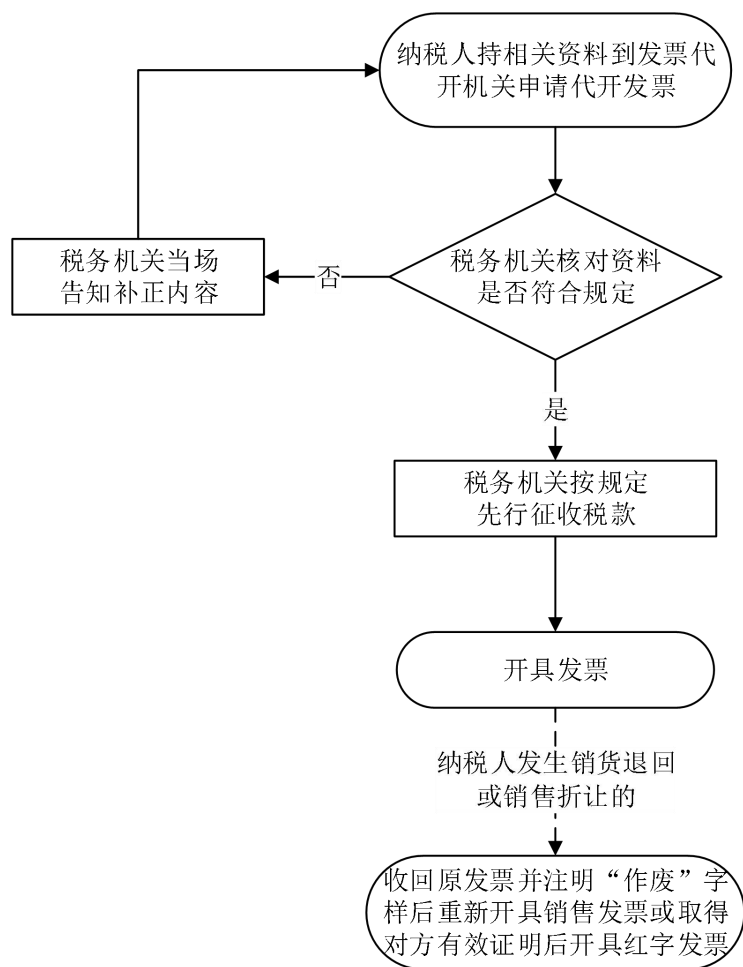 纳税人持相关资料到发票代
开机关申请代开发票
税务机关当场
告知补正内容
否
税务机关核对资料
是否符合规定
是
税务机关按规定
先行征收税款
开具发票
纳税人发生销货退回
或销售折让的
收回原发票并注明“作废”字
样后重新开具销售发票或取得
对方有效证明后开具红字发票